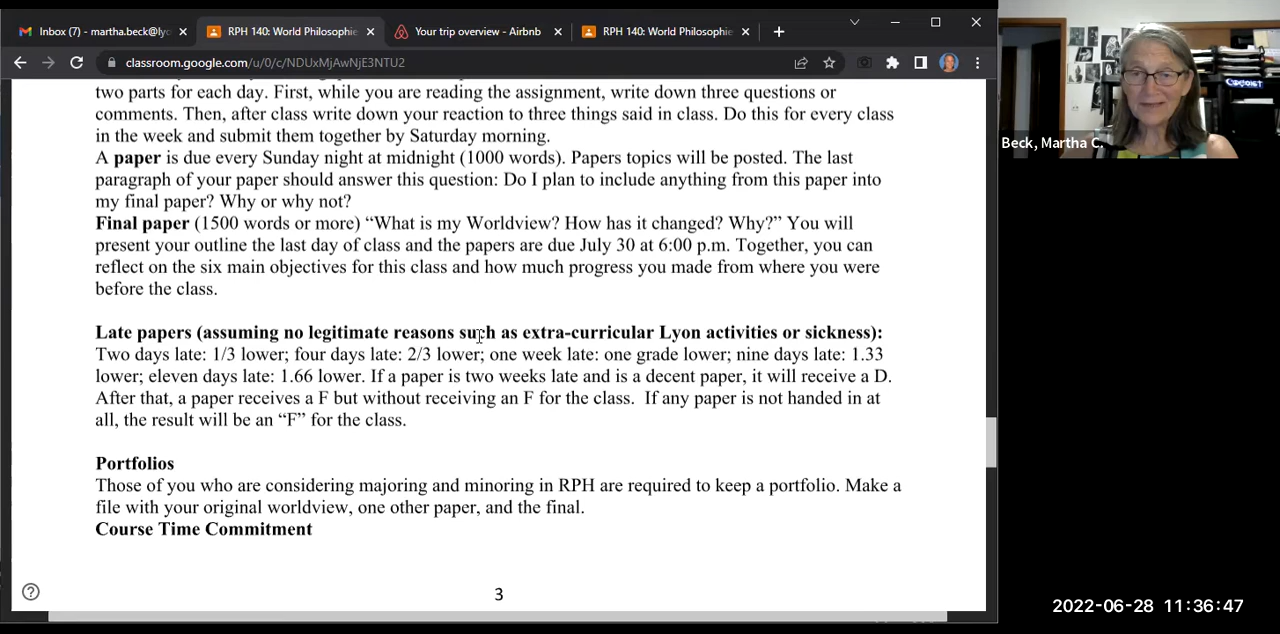 Inbox (7) - martha.beck@lyo
RPH 140: World Philosophie
Your trip overview - Airbnb
RPH 140: World Philosophie
classroom.google.com/u/0/c/NDUxMjAwNjE3NTU2
two parts for each day. First, while you are reading the assignment, write down three questions or
comments. Then, after class write down your reaction to three things said in class. Do this for every class
in the week and submit them together by Saturday morning.
A paper is due every Sunday night at midnight (1000 words). Papers topics will be posted. The last
paragraph of your paper should answer this question: Do I plan to include anything from this paper into
my final paper? Why or why not?
Final paper (1500 words or more) “What is my Worldview? How has it changed? Why?” You will
present your outline the last day of class and the papers are due July 30 at 6:00 p.m. Together, you can
reflect on the six main objectives for this class and how much progress you made from where you were
before the class.
Late papers (assuming no legitimate reasons such as extra-curricular Lyon activities or sickness):
Two days late: 1/3 lower; four days late: 2/3 lower; one week late: one grade lower; nine days late: 1.33
lower; eleven days late: 1.66 lower. If a paper is two weeks late and is a decent paper, it will receive a D.
After that, a paper receives a F but without receiving an F for the class.  If any paper is not handed in at
all, the result will be an “F” for the class.
Portfolios
Those of you who are considering majoring and minoring in RPH are required to keep a portfolio. Make a
file with your original worldview, one other paper, and the final.
Course Time Commitment
3
Beck, Martha C.
2022-06-28 11:36:47